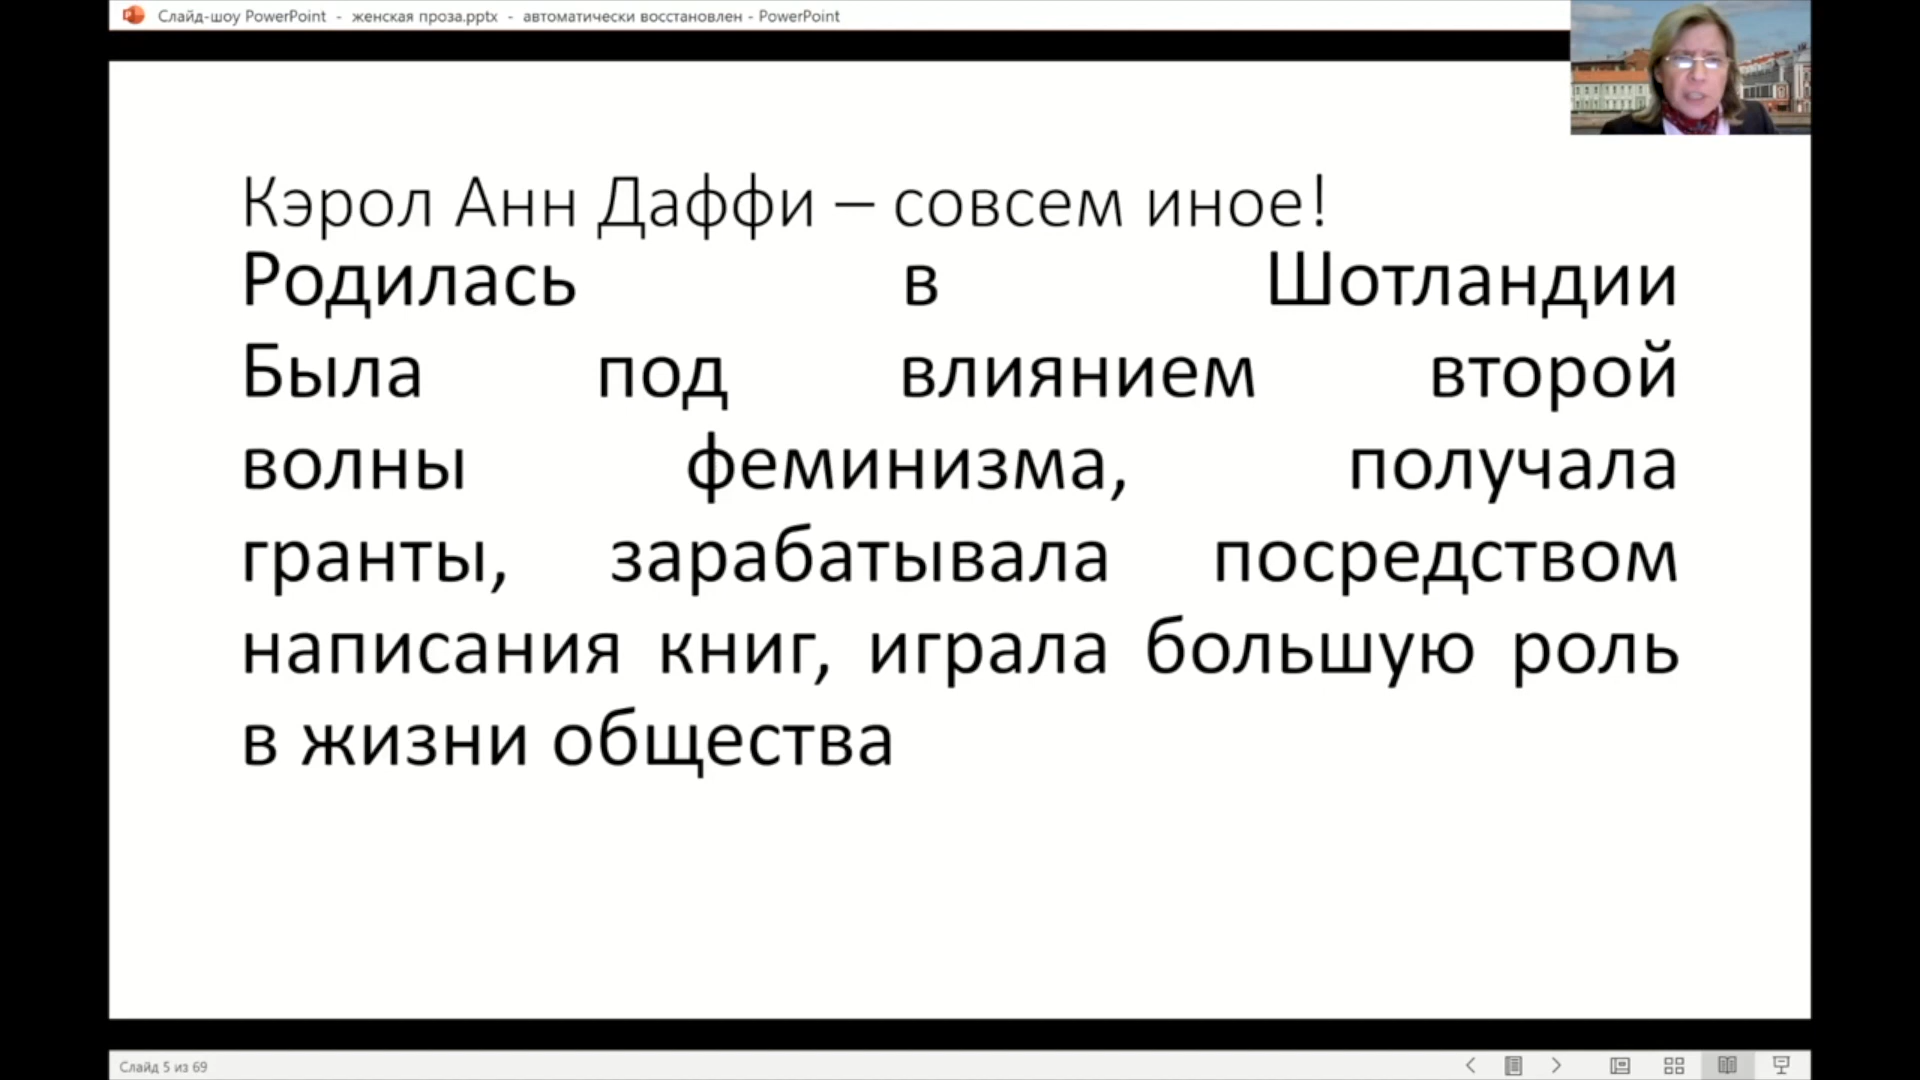 Слайд-шоу PowerPoint - женская проза.pptx - автоматически восстановлен - PowerPoint
Кэрол Анн Даффи – совсем иное!
Родилась в Шотландии
Была под влиянием второй
волны феминизма, получала
гранты, зарабатывала посредством
написания книг, играла большую роль
в жизни общества
Слайд 5 из 69